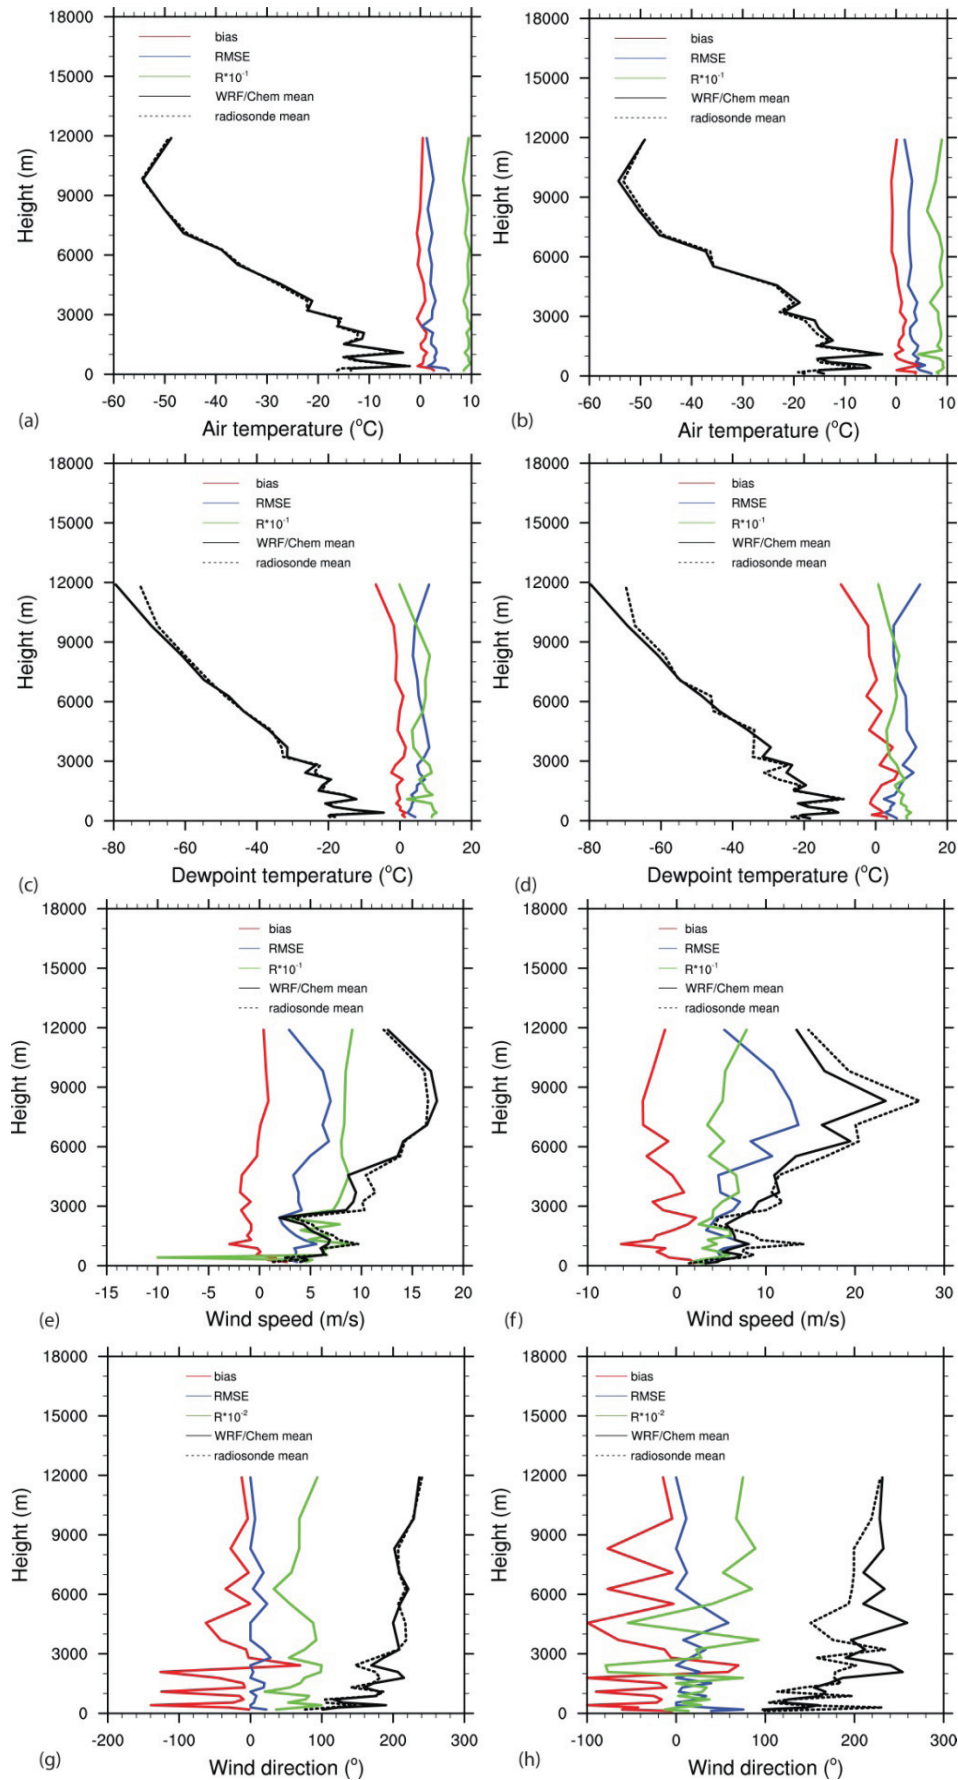 18000
15000
12000
9000
6000
3000
0
Height (m)
bias
RMSE
R*10⁻¹
WRF/Chem mean
radiosonde mean
-60 -50 -40 -30 -20 -10 0 10
(a)
Air temperature (°C)
18000
15000
12000
9000
6000
3000
0
Height (m)
bias
RMSE
R*10⁻¹
WRF/Chem mean
radiosonde mean
-60 -50 -40 -30 -20 -10 0 10
(b)
Air temperature (°C)
18000
15000
12000
9000
6000
3000
0
Height (m)
bias
RMSE
R*10⁻¹
WRF/Chem mean
radiosonde mean
-80 -60 -40 -20 0 20
(c)
Dewpoint temperature (°C)
18000
15000
12000
9000
6000
3000
0
Height (m)
bias
RMSE
R*10⁻¹
WRF/Chem mean
radiosonde mean
-80 -60 -40 -20 0 20
(d)
Dewpoint temperature (°C)
18000
15000
12000
9000
6000
3000
0
Height (m)
bias
RMSE
R*10⁻¹
WRF/Chem mean
radiosonde mean
-15 -10 -5 0 5 10 15 20
(e)
Wind speed (m/s)
18000
15000
12000
9000
6000
3000
0
Height (m)
bias
RMSE
R*10⁻¹
WRF/Chem mean
radiosonde mean
-10 0 10 20 30
(f)
Wind speed (m/s)
18000
15000
12000
9000
6000
3000
0
Height (m)
bias
RMSE
R*10⁻²
WRF/Chem mean
radiosonde mean
-200 -100 0 100 200 300
(g)
Wind direction (°)
18000
15000
12000
9000
6000
3000
0
Height (m)
bias
RMSE
R*10⁻²
WRF/Chem mean
radiosonde mean
-100 0 100 200 300
(h)
Wind direction (°)